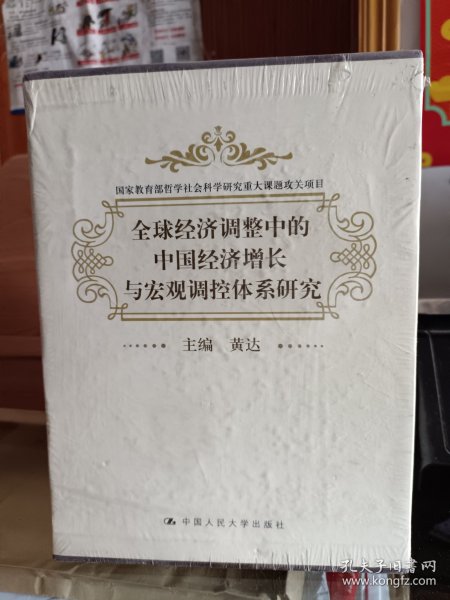 国家教育部哲学社会科学研究重大课题攻关项目
全球经济调整中的
中国经济增长
与宏观调控体系研究
主编 黄达
中国人民大学出版社
孔夫子旧书网
www.kongfz.com